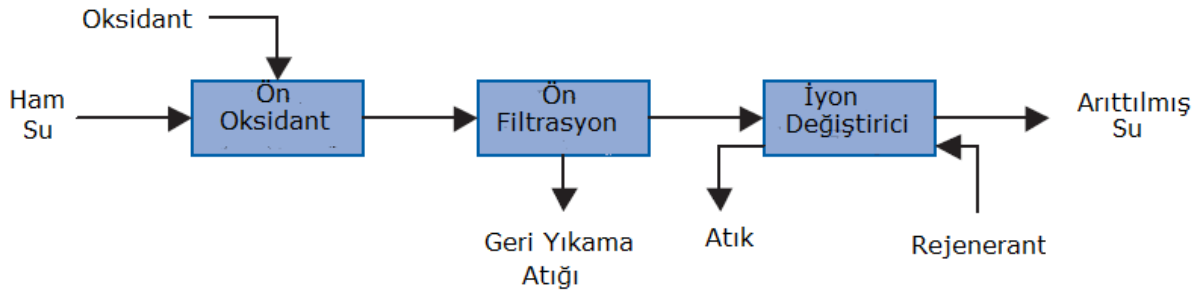 Oksidant
Ham
Su
Ön
Oksidant
Ön
Filtrasyon
İyon
Değiştirici
Arıttılmış
Su
Geri Yıkama
Atığı
Atık
Rejenerant